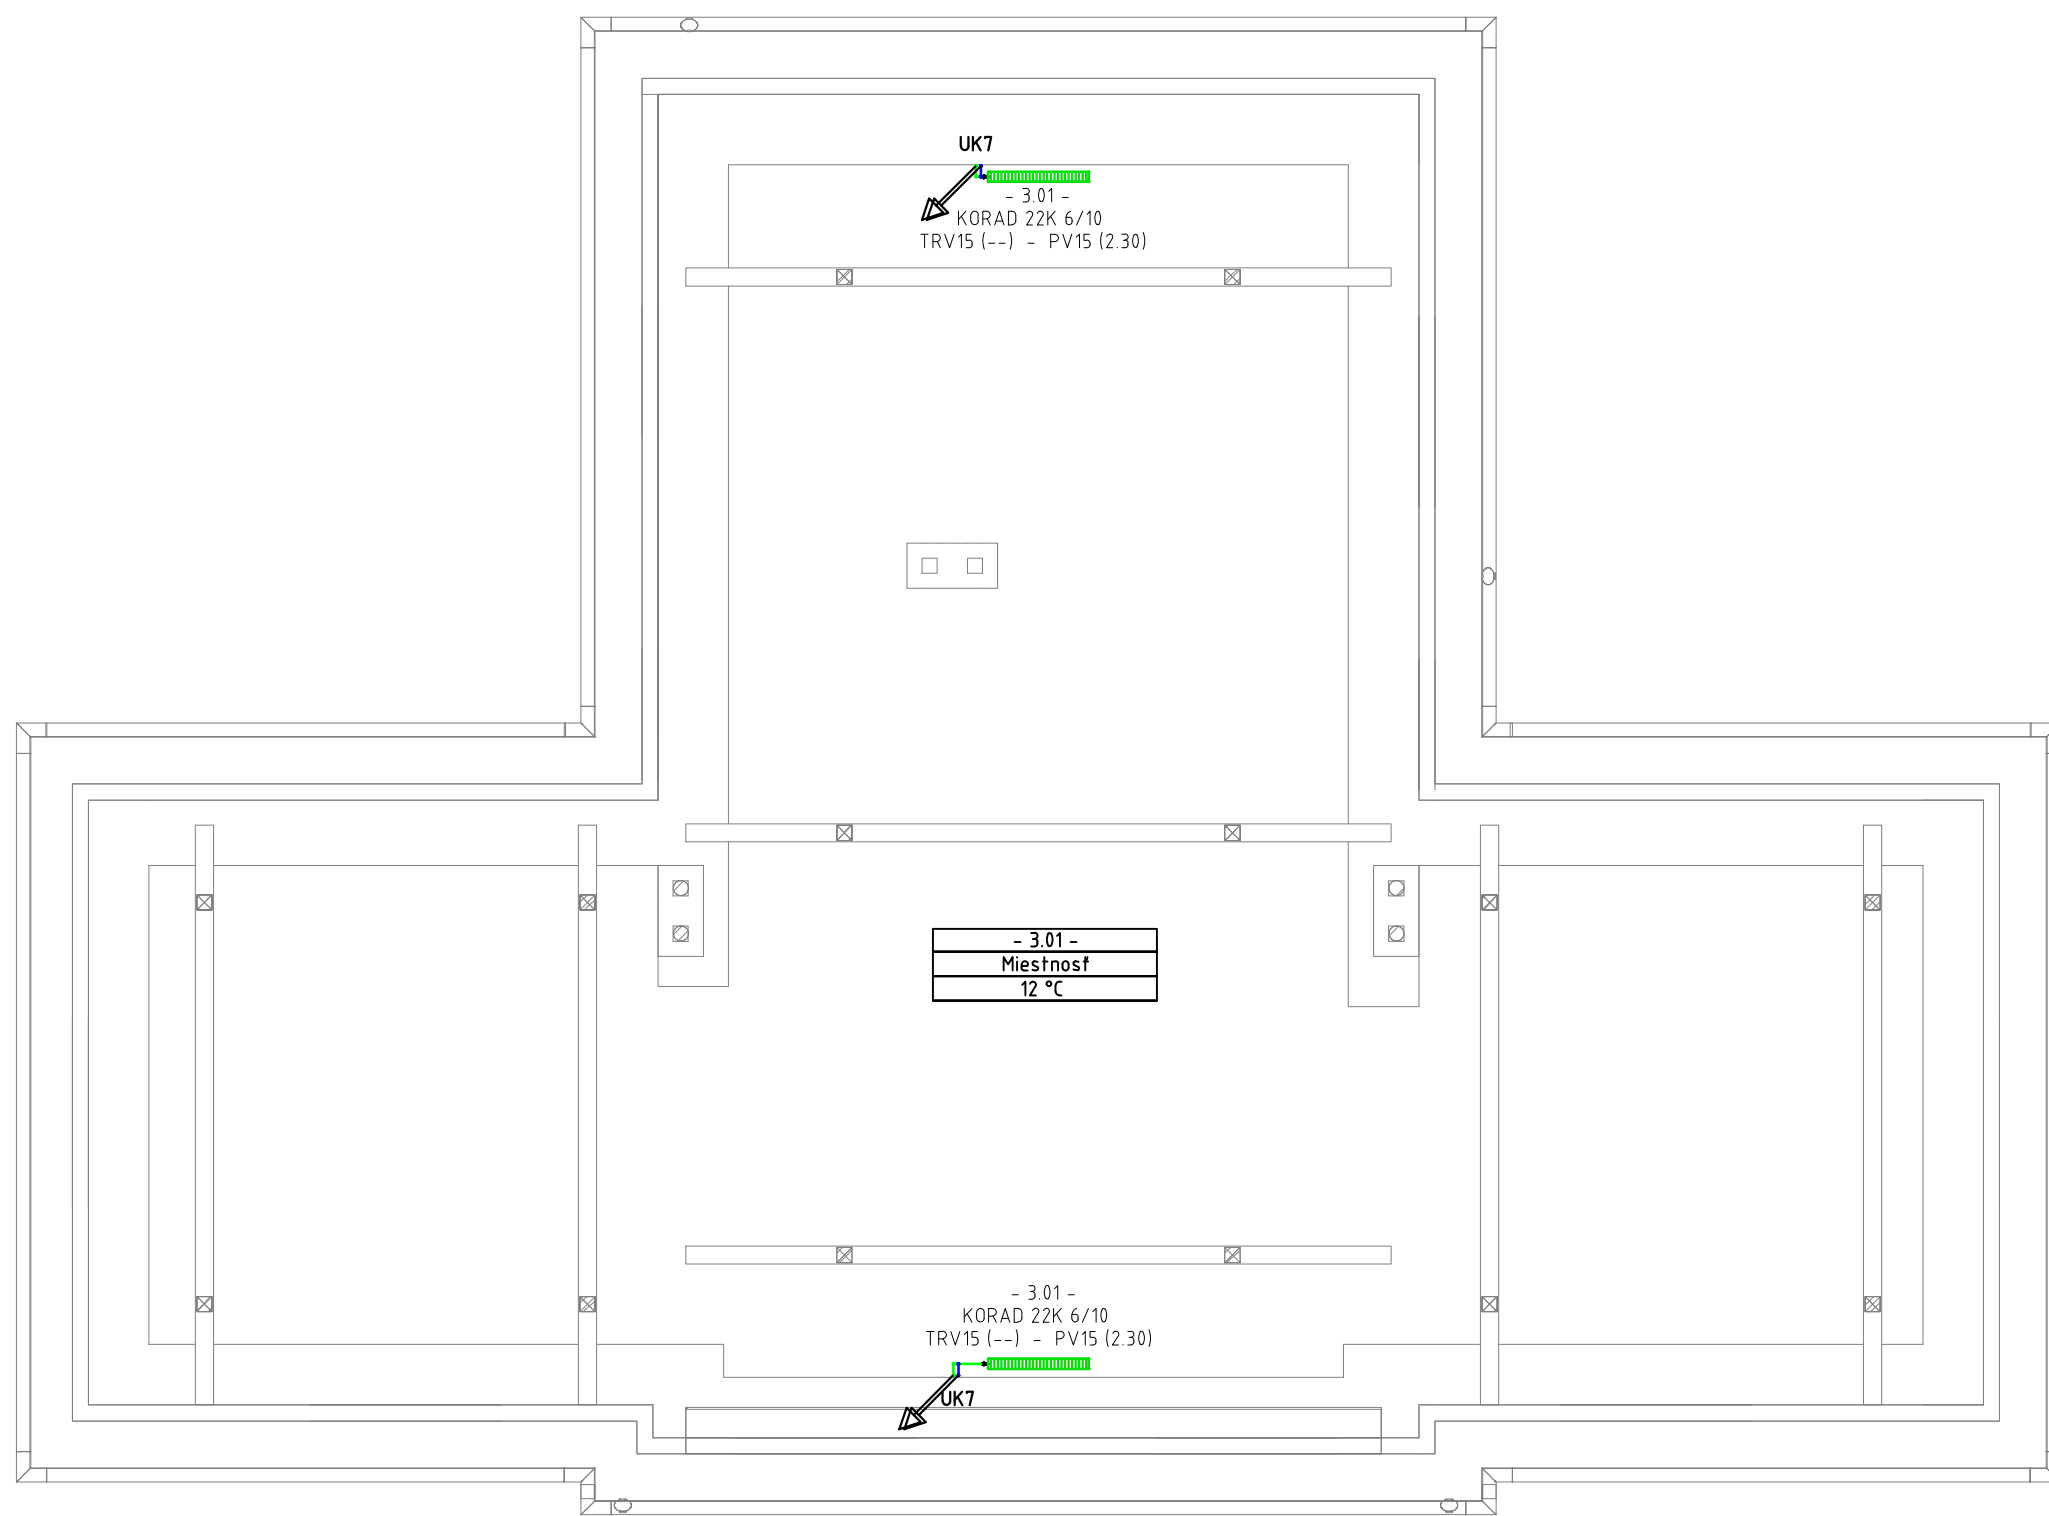 UK7
- 3.01 -
KORAD 22K 6/10
TRV15 (--) - PV15 (2.30)
- 3.01 -
Miestnosť
12 °C
- 3.01 -
KORAD 22K 6/10
TRV15 (--) - PV15 (2.30)
UK7